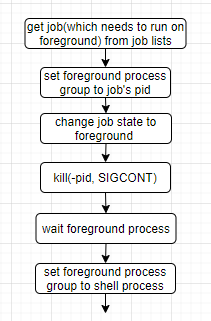 get job(which needs to run on
foreground) from job lists
set foreground process
group to job's pid
change job state to
foreground
kill(-pid, SIGCONT)
wait foreground process
set foreground process
group to shell process